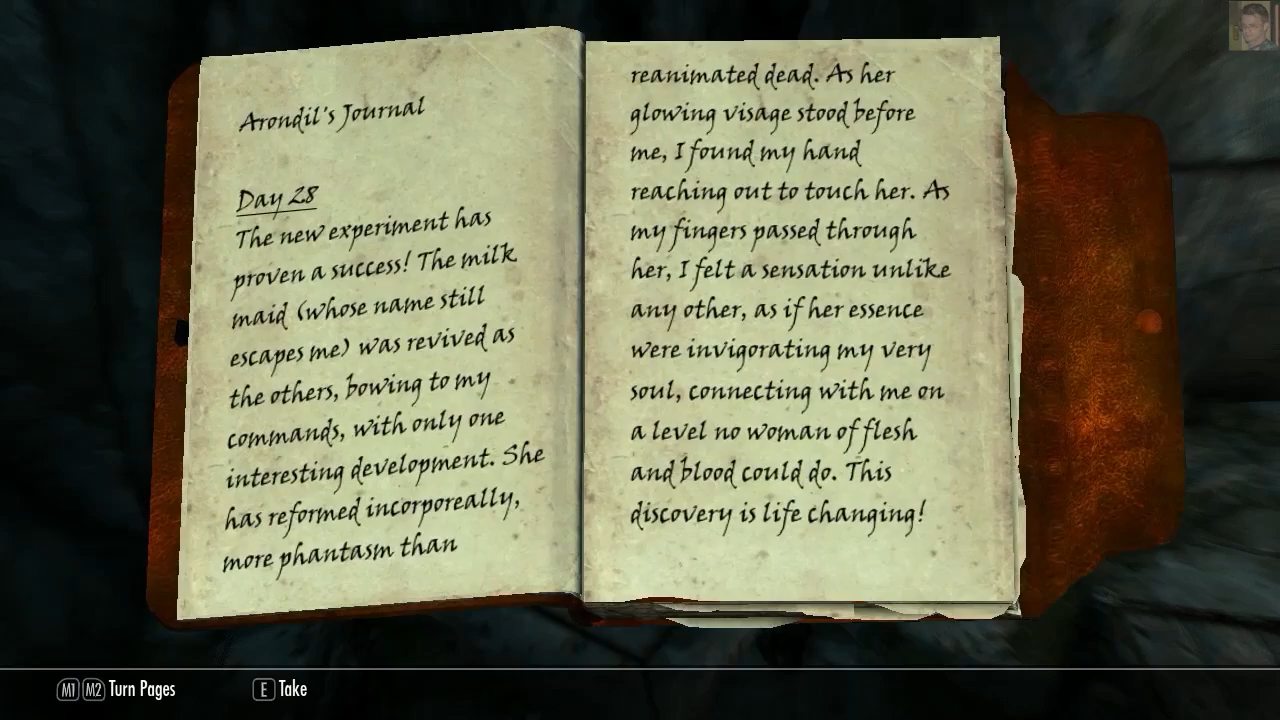 Arondil's Journal
Day 28
The new experiment has
proven a success! The milk
maid (whose name still
escapes me) was revived as
the others, bowing to my
commands, with only one
interesting development. She
has reformed incorporeally,
more phantasm than
reanimated dead. As her
glowing visage stood before
me, I found my hand
reaching out to touch her. As
my fingers passed through
her, I felt a sensation unlike
any other, as if her essence
were invigorating my very
soul, connecting with me on
a level no woman of flesh
and blood could do. This
discovery is life changing!
M1 M2 Turn Pages
E Take